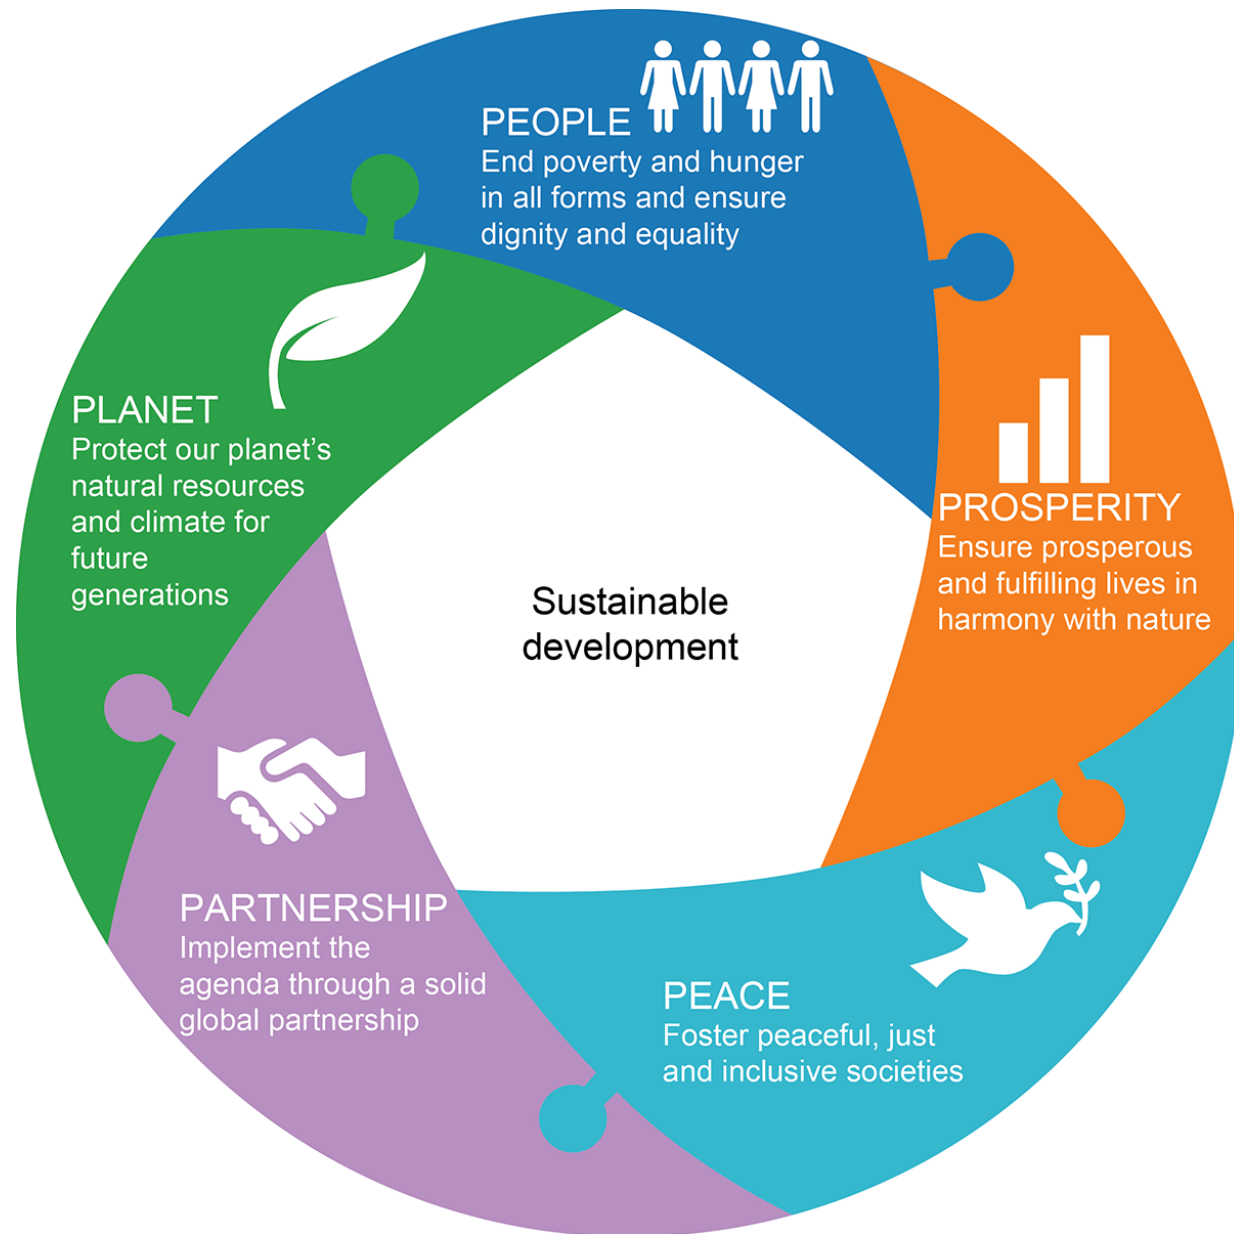 PEOPLE
End poverty and hunger
in all forms and ensure
dignity and equality
PLANET
Protect our planet’s
natural resources
and climate for
future
generations
PROSPERITY
Ensure prosperous
and fulfilling lives in
harmony with nature
Sustainable
development
PARTNERSHIP
Implement the
agenda through a solid
global partnership
PEACE
Foster peaceful, just
and inclusive societies